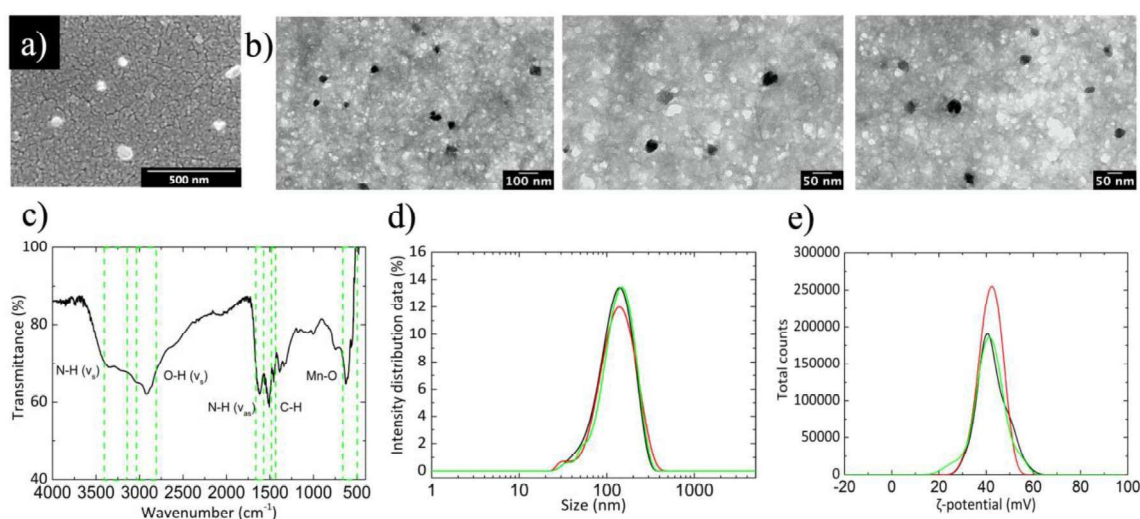 a)
500 nm
b)
100 nm
50 nm
50 nm
c)
Transmittance (%)
100
80
60
40
N-H (νs)
O-H (νs)
N-H (νas)
C-H
Mn-O
4000 3500 3000 2500 2000 1500 1000 500
Wavenumber (cm-1)
d)
Intensity distribution data (%)
16
14
12
10
8
6
4
2
0
1 10 100 1000
Size (nm)
e)
Total counts
300000
250000
200000
150000
100000
50000
0
-20 0 20 40 60 80 100
ζ-potential (mV)